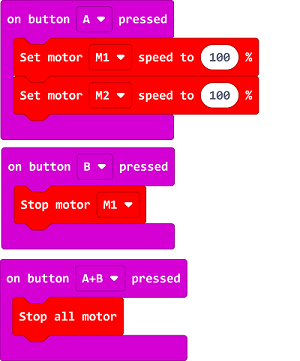 on button A pressed
Set motor M1 speed to 100 %
Set motor M2 speed to 100 %
on button B pressed
Stop motor M1
on button A+B pressed
Stop all motor